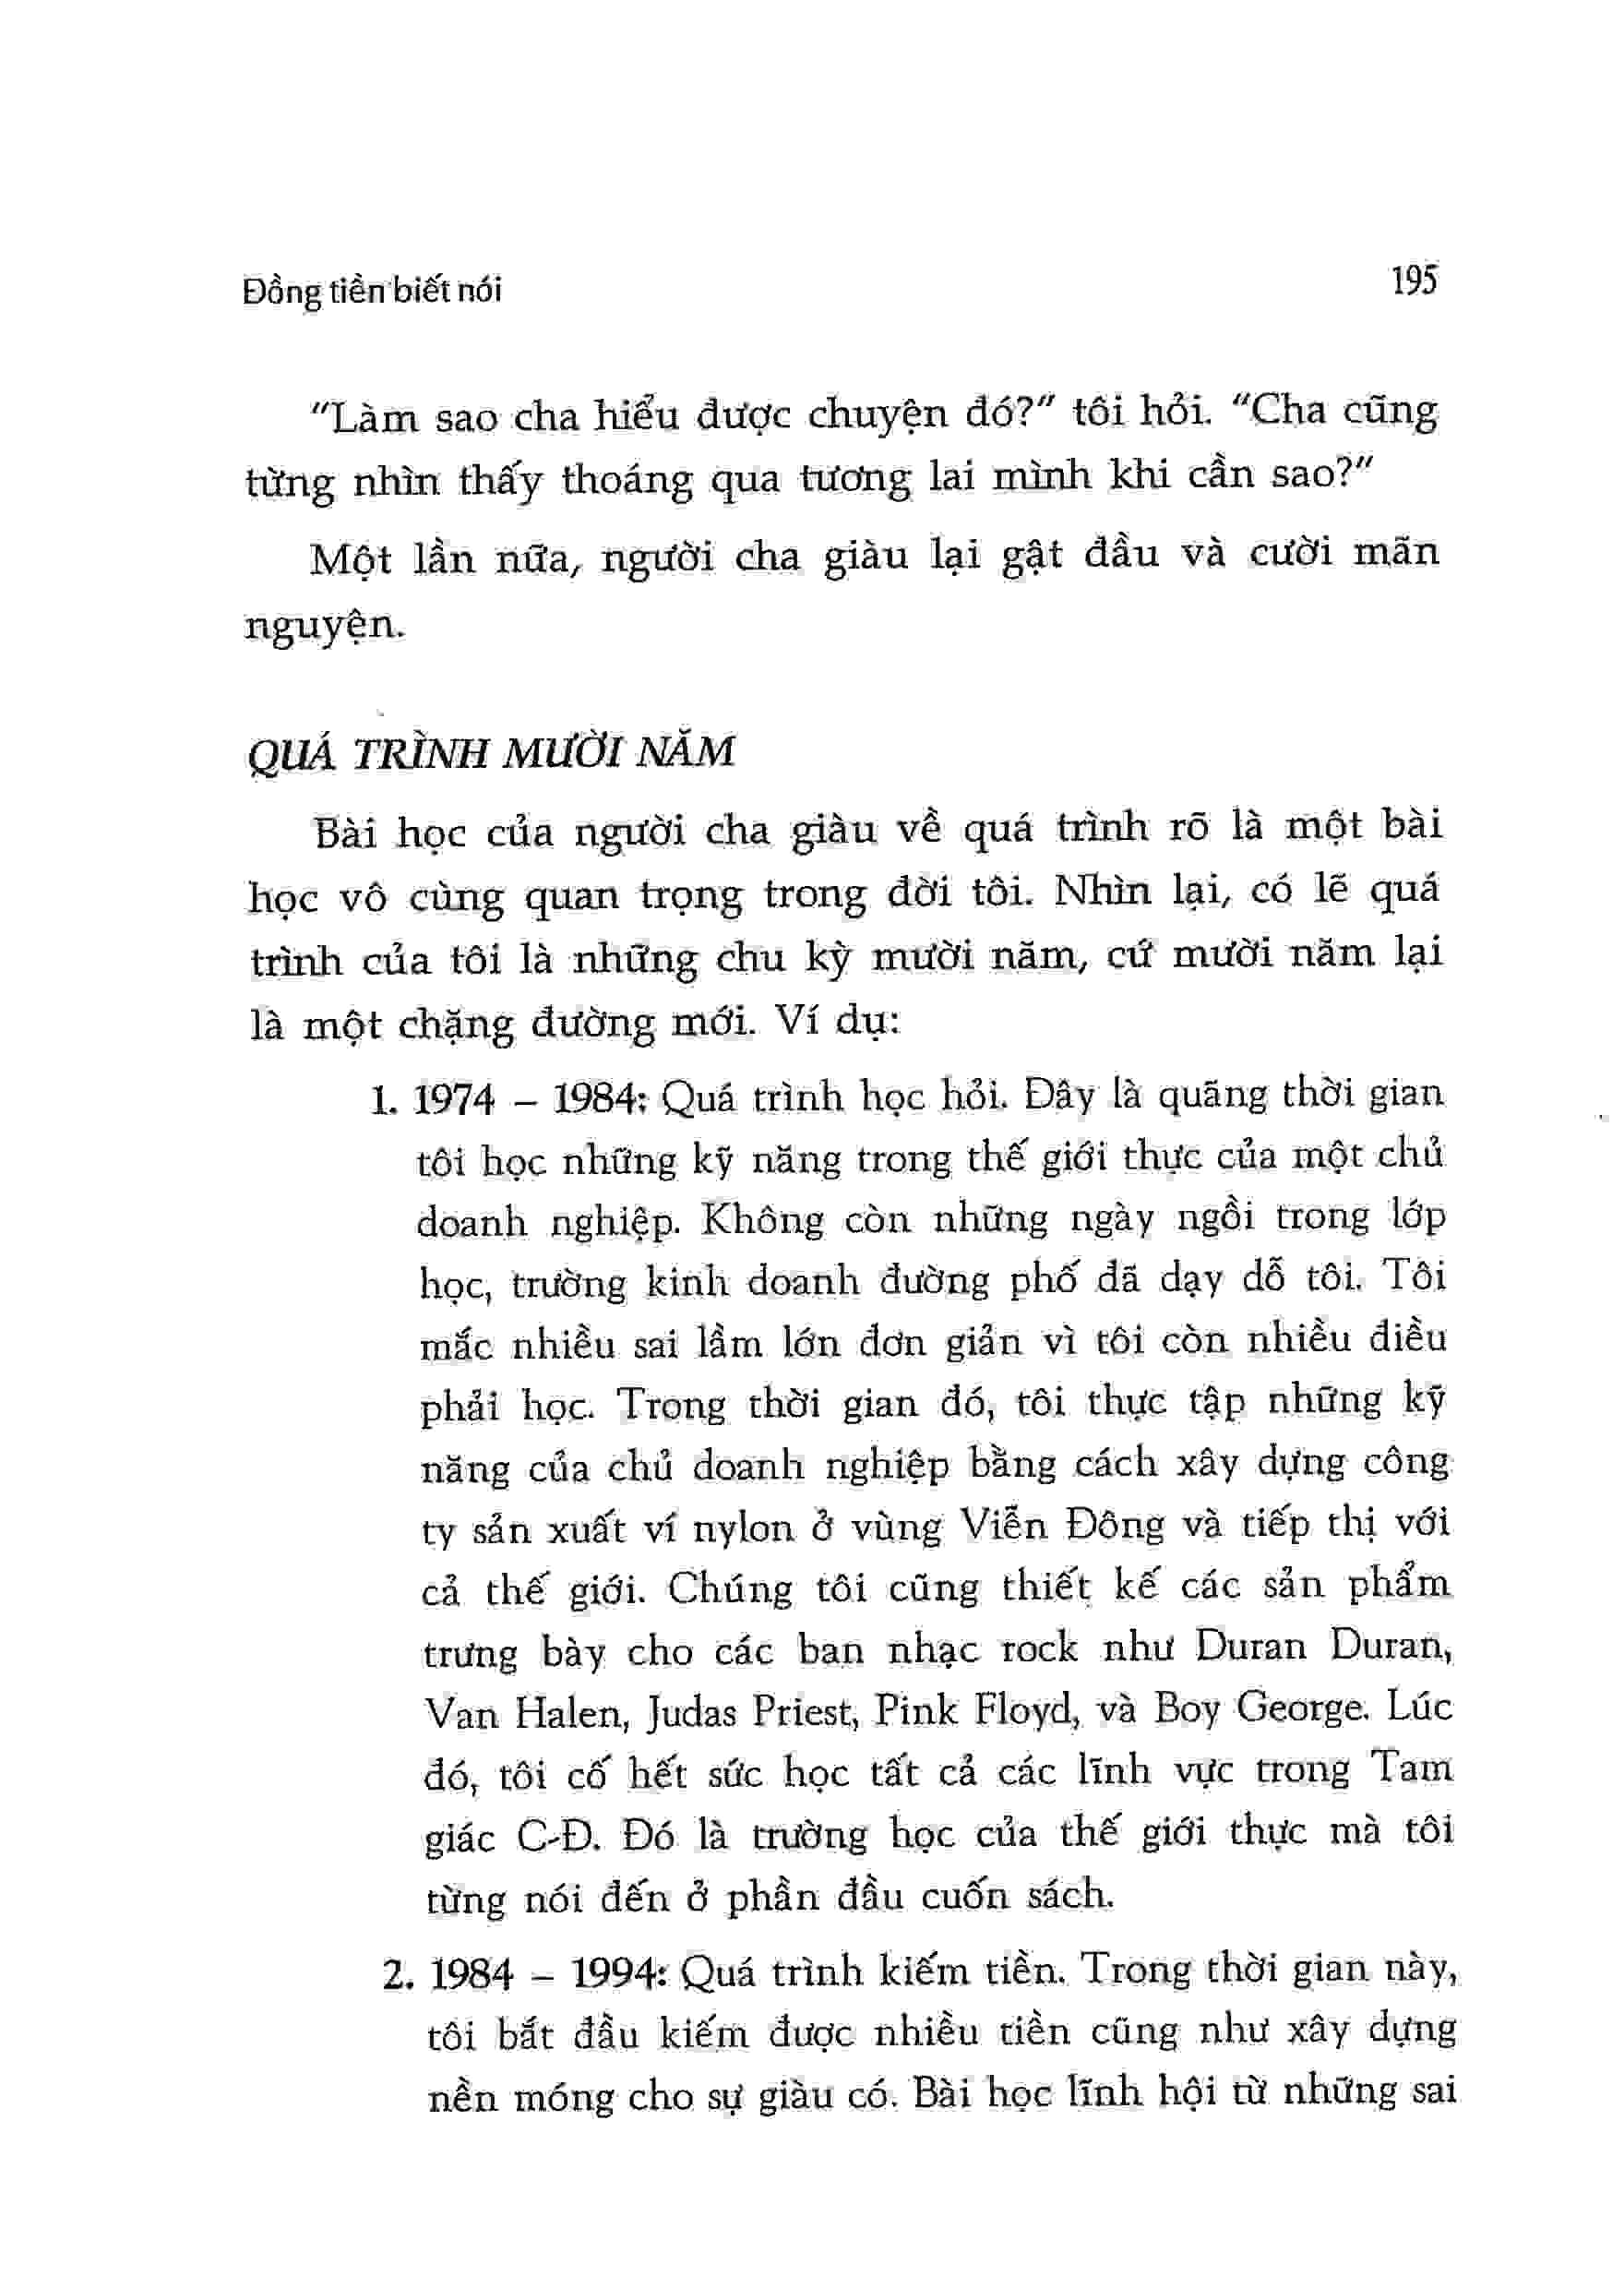 Đồng tiền biết nói
195
"Làm sao cha hiểu được chuyện đó?" tôi hỏi. "Cha cũng
từng nhìn thấy thoáng qua tương lai mình khi cần sao?"
Một lần nữa, người cha giàu lại gật đầu và cười mãn
nguyện.
QUÁ TRÌNH MƯỜI NĂM
Bài học của người cha giàu về quá trình rõ là một bài
học vô cùng quan trọng trong đời tôi. Nhìn lại, có lẽ quá
trình của tôi là những chu kỳ mười năm, cứ mười năm lại
là một chặng đường mới. Ví dụ:
1. 1974 – 1984: Quá trình học hỏi. Đây là quãng thời gian
tôi học những kỹ năng trong thế giới thực của một chủ
doanh nghiệp. Không còn những ngày ngồi trong lớp
học, trường kinh doanh đường phố đã dạy dỗ tôi. Tôi
mắc nhiều sai lầm lớn đơn giản vì tôi còn nhiều điều
phải học. Trong thời gian đó, tôi thực tập những kỹ
năng của chủ doanh nghiệp bằng cách xây dựng công
ty sản xuất ví nylon ở vùng Viễn Đông và tiếp thị với
cả thế giới. Chúng tôi cũng thiết kế các sản phẩm
trưng bày cho các ban nhạc rock như Duran Duran,
Van Halen, Judas Priest, Pink Floyd, và Boy George. Lúc
đó, tôi cố hết sức học tất cả các lĩnh vực trong Tam
giác C-Đ. Đó là trường học của thế giới thực mà tôi
từng nói đến ở phần đầu cuốn sách.
2. 1984 – 1994: Quá trình kiếm tiền. Trong thời gian này,
tôi bắt đầu kiếm được nhiều tiền cũng như xây dựng
nền móng cho sự giàu có. Bài học lĩnh hội từ những sai